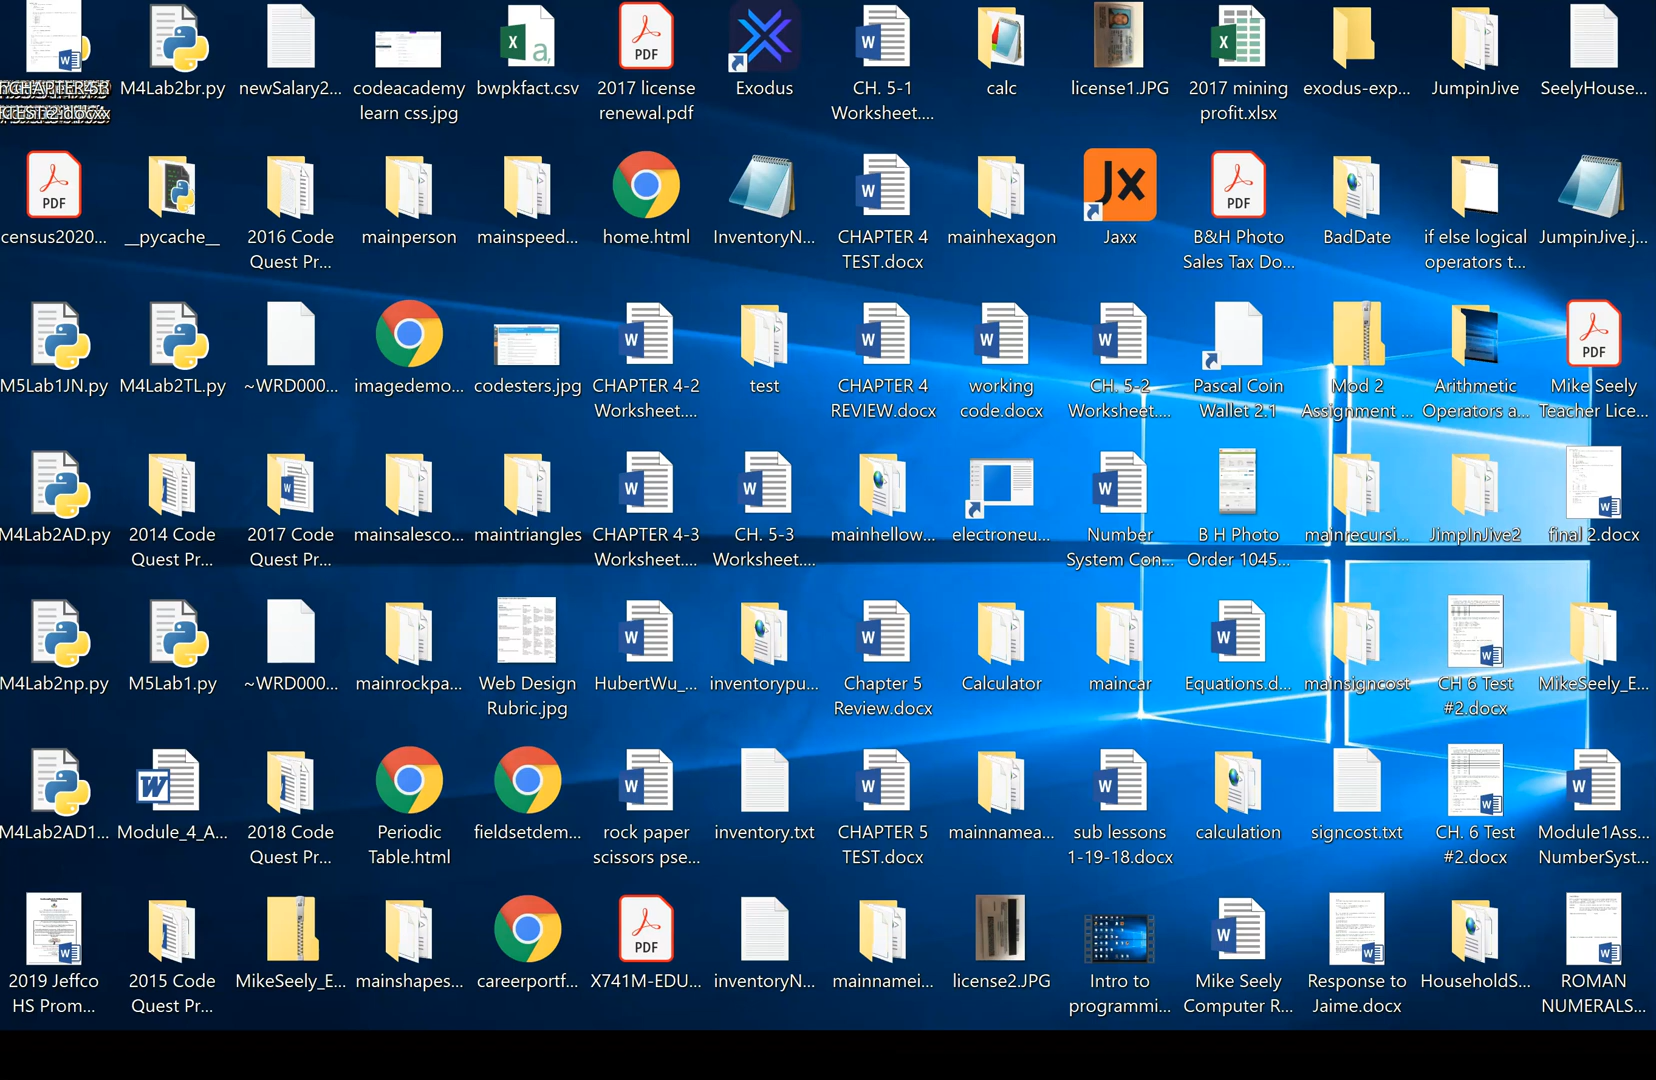 M4Lab2br.py
newSalary2...
codeacademy
learn css.jpg
bwpkfact.csv
2017 license
renewal.pdf
Exodus
CH. 5-1
Worksheet....
calc
license1.JPG
2017 mining
profit.xlsx
exodus-exp...
JumpinJive
SeelyHouse...
census2020...
__pycache__
2016 Code
Quest Pr...
mainperson
mainspeed...
home.html
InventoryN...
CHAPTER 4
TEST.docx
mainhexagon
Jaxx
B&H Photo
Sales Tax Do...
BadDate
if else logical
operators t...
JumpinJive.j...
M5Lab1JN.py
M4Lab2TL.py
~WRD000...
imagedemo...
codesters.jpg
CHAPTER 4-2
Worksheet....
test
CHAPTER 4
REVIEW.docx
working
code.docx
CH. 5-2
Worksheet....
Pascal Coin
Wallet 2.1
Mod 2
Assignment ...
Arithmetic
Operators a...
Mike Seely
Teacher Lice...
M4Lab2AD.py
2014 Code
Quest Pr...
2017 Code
Quest Pr...
mainsalesco...
maintriangles
CHAPTER 4-3
Worksheet....
CH. 5-3
Worksheet....
mainhellow...
electroneu...
Number
System Con...
B H Photo
Order 1045...
mainrecursi...
JimpInJive2
final 2.docx
M4Lab2np.py
M5Lab1.py
~WRD000...
mainrockpa...
Web Design
Rubric.jpg
HubertWu_...
inventorypu...
Chapter 5
Review.docx
Calculator
maincar
Equations.d...
mainsigncost
CH 6 Test
#2.docx
MikeSeely_E...
M4Lab2AD1...
Module_4_A...
2018 Code
Quest Pr...
Periodic
Table.html
fieldsetdem...
rock paper
scissors pse...
inventory.txt
CHAPTER 5
TEST.docx
mainnamea...
sub lessons
1-19-18.docx
calculation
signcost.txt
CH. 6 Test
#2.docx
Module1Ass...
NumberSyst...
2019 Jeffco
HS Prom...
2015 Code
Quest Pr...
MikeSeely_E...
mainshapes...
careerportf...
X741M-EDU...
inventoryN...
mainnamei...
license2.JPG
Intro to
programmi...
Mike Seely
Computer R...
Response to
Jaime.docx
HouseholdS...
ROMAN
NUMERALS...